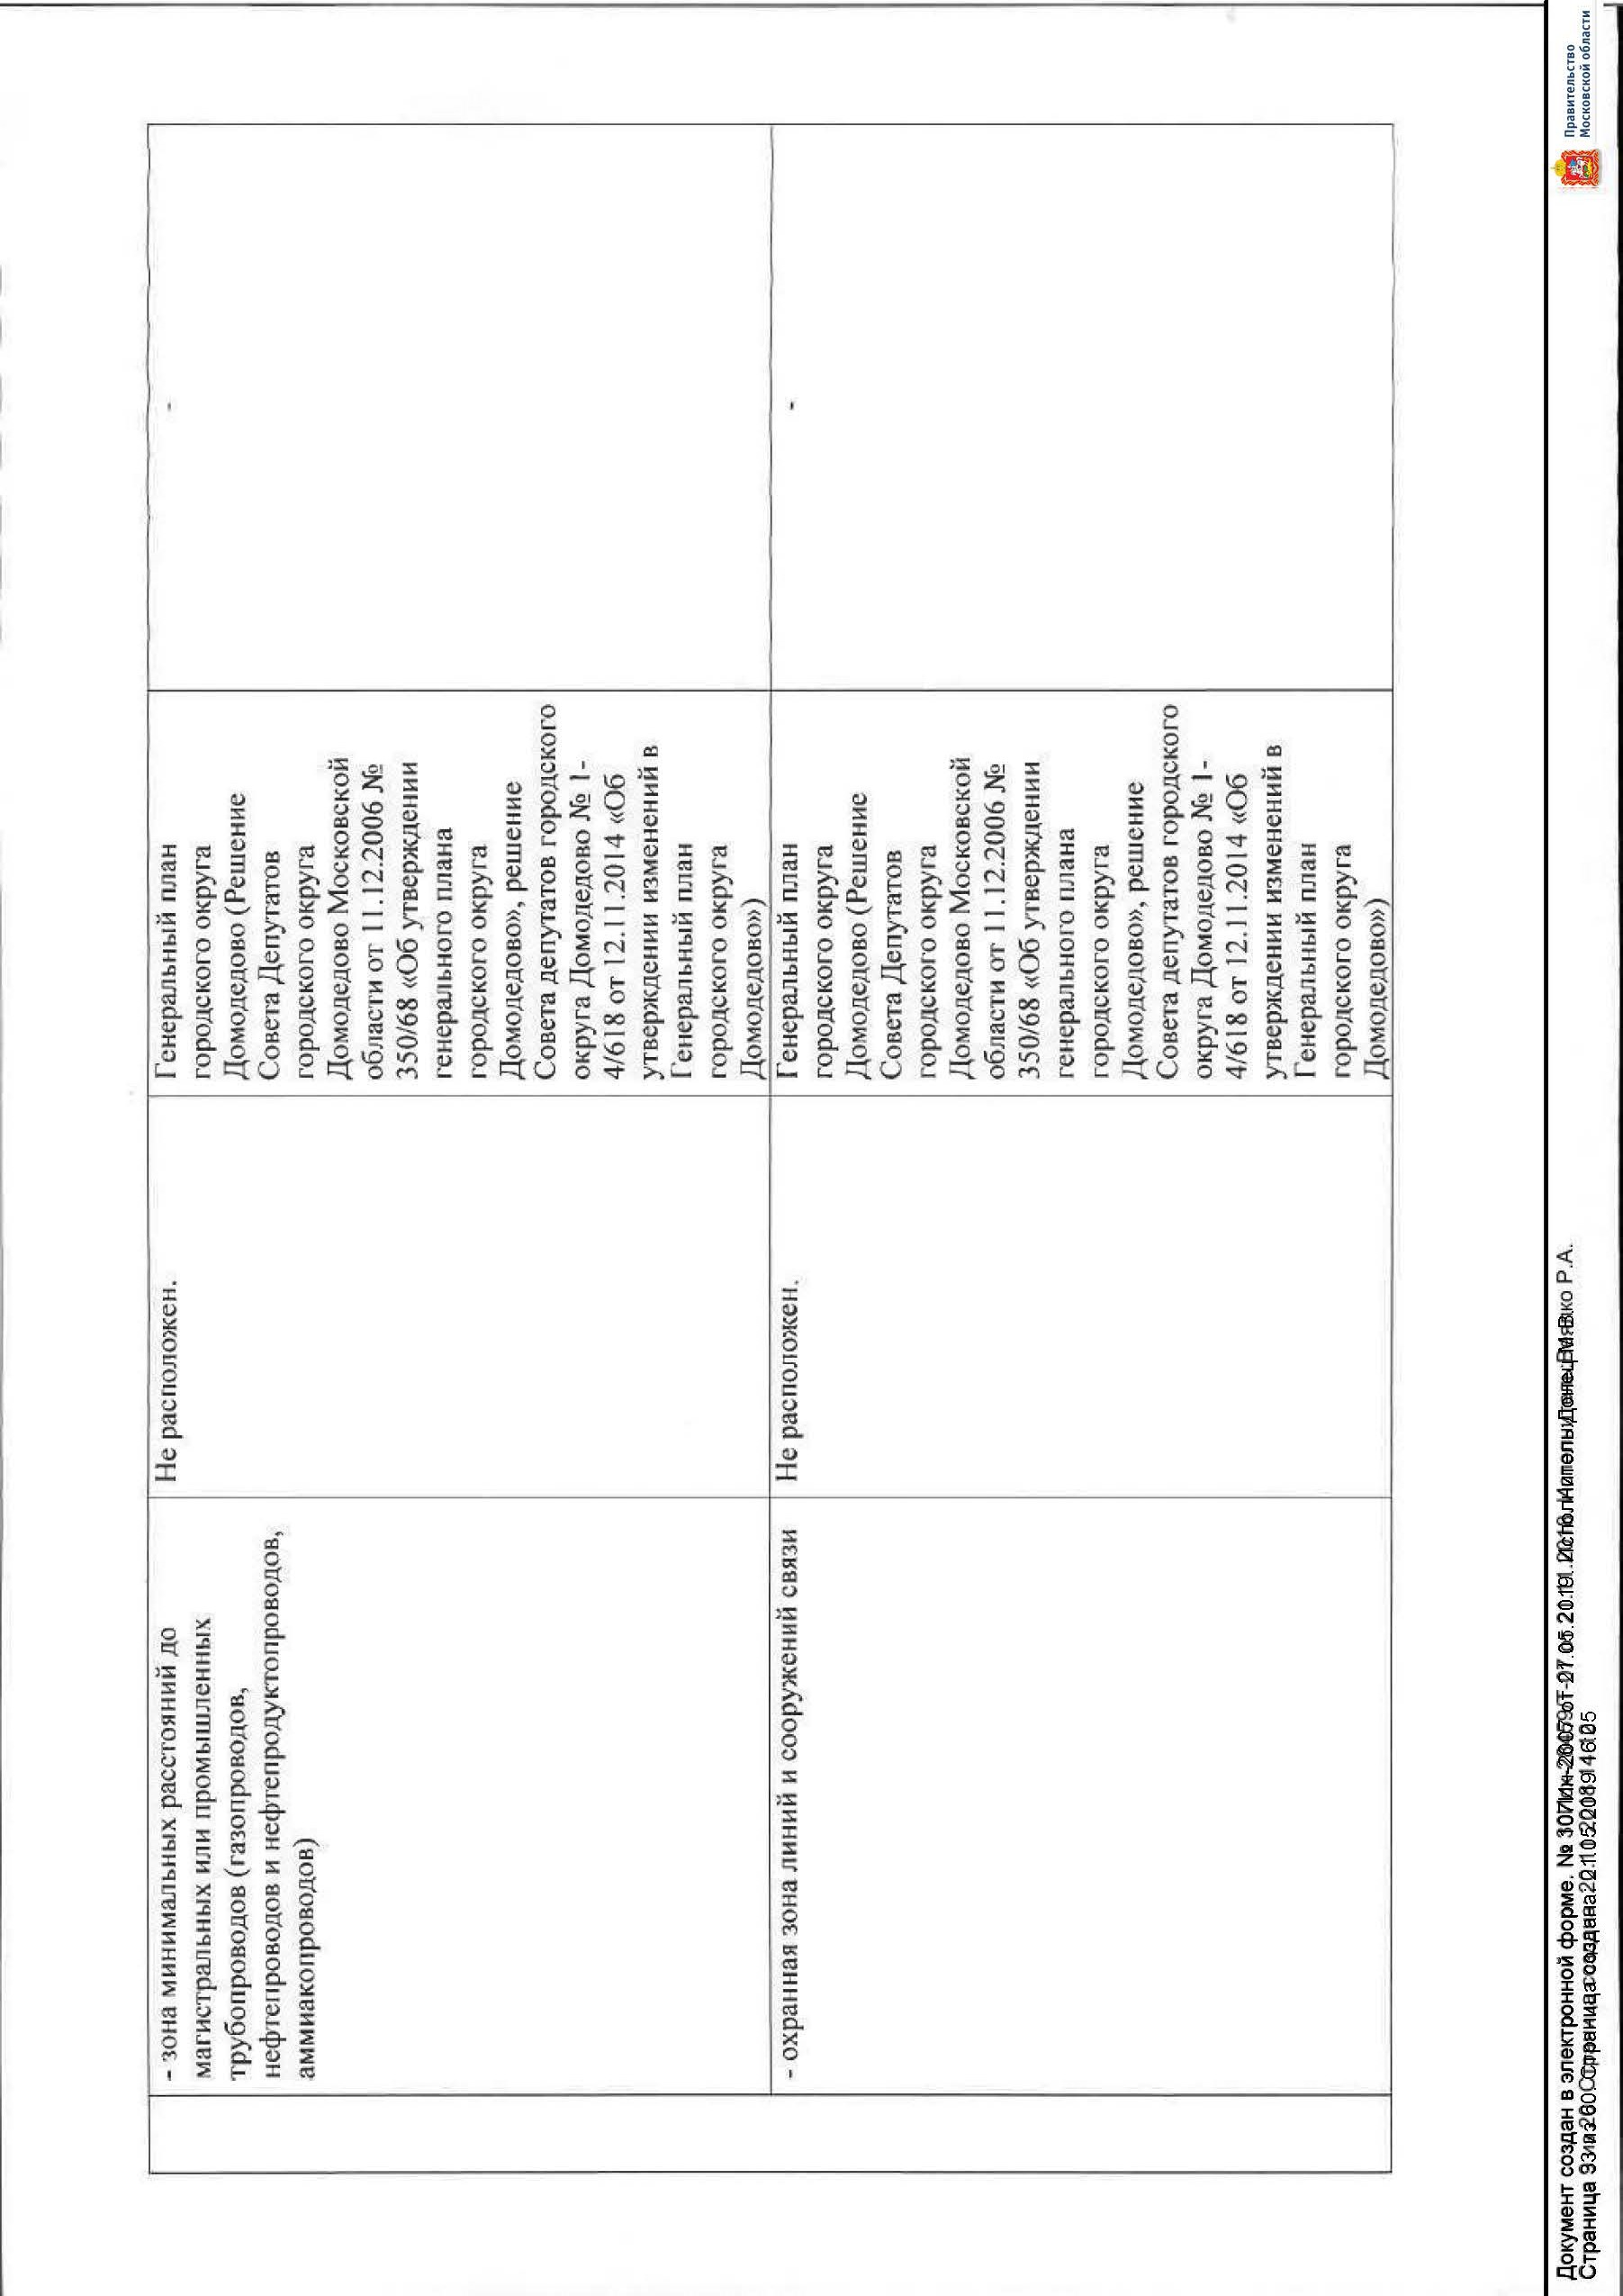 - зона минимальных расстояний до
магистральных или промышленных
трубопроводов (газопроводов,
нефтепроводов и нефтепродуктопроводов,
аммиакопроводов)
Не расположен.
Генеральный план
городского округа
Домодедово (Решение
Совета Депутатов
городского округа
Домодедово Московской
области от 11.12.2006 №
350/68 «Об утверждении
генерального плана
городского округа
Домодедово», решение
Совета депутатов городского
округа Домодедово № 1-
4/618 от 12.11.2014 «Об
утверждении изменений в
Генеральный план
городского округа
Домодедово»)
-
- охранная зона линий и сооружений связи
Не расположен.
Генеральный план
городского округа
Домодедово (Решение
Совета Депутатов
городского округа
Домодедово Московской
области от 11.12.2006 №
350/68 «Об утверждении
генерального плана
городского округа
Домодедово», решение
Совета депутатов городского
округа Домодедово № 1-
4/618 от 12.11.2014 «Об
утверждении изменений в
Генеральный план
городского округа
Домодедово»)
-
Документ создан в электронной форме. №
Р.А.
Страница
Правительство
Московской области